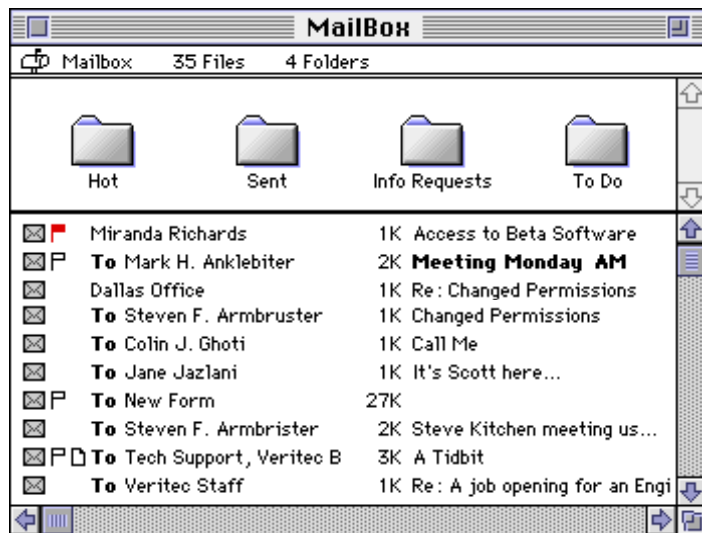 MailBox
Mailbox 35 Files 4 Folders
Hot Sent Info Requests To Do
Miranda Richards 1K Access to Beta Software
To Mark H. Anklebiter 2K Meeting Monday AM
Dallas Office 1K Re: Changed Permissions
To Steven F. Armbruster 1K Changed Permissions
To Colin J. Ghoti 1K Call Me
To Jane Jazlani 1K It's Scott here...
To New Form 27K
To Steven F. Armbrister 2K Steve Kitchen meeting us...
To Tech Support, Veritec B 3K A Tidbit
To Veritec Staff 1K Re: A job opening for an Engi